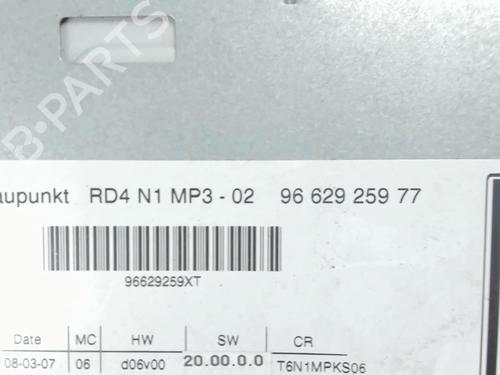 B-PARTS
aupunkt RD4 N1 MP3 - 02 96 629 259 77
96629259XT
Date MC HW SW CR
08-03-07 06 d06v00 20.00.0.0 T6N1MPKS06